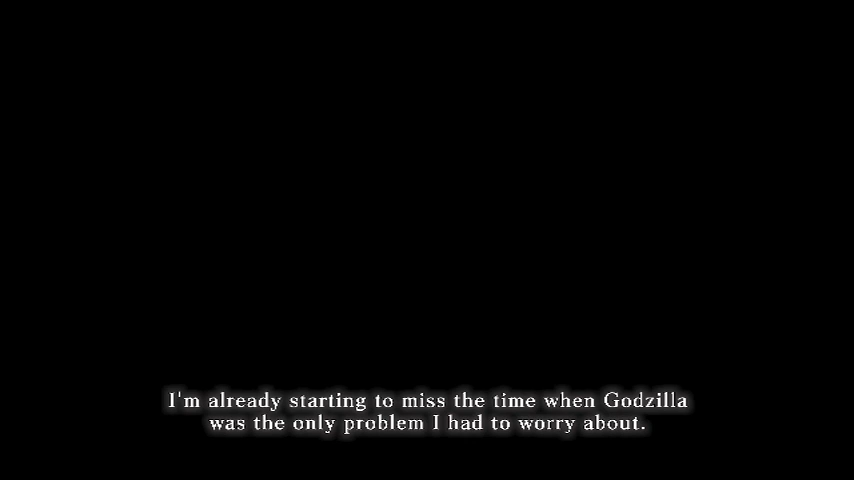 I'm already starting to miss the time when Godzilla
was the only problem I had to worry about.